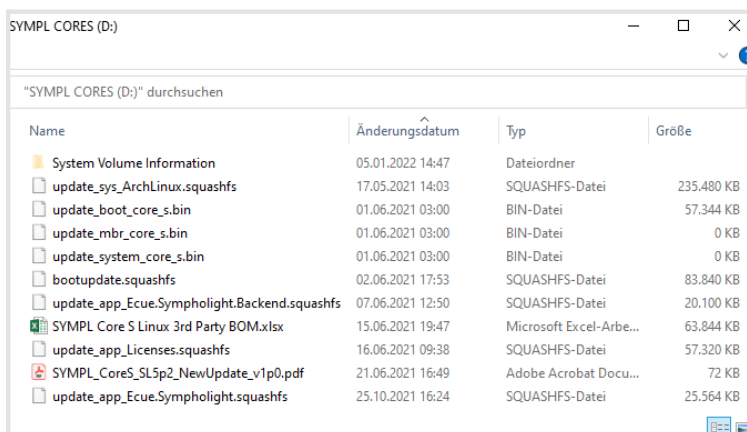 SYMPL CORES (D:)
"SYMPL CORES (D:)" durchsuchen
Name Änderungsdatum Typ Größe
System Volume Information 05.01.2022 14:47 Dateiordner
update_sys_ArchLinux.squashfs 17.05.2021 14:03 SQUASHFS-Datei 235.480 KB
update_boot_core_s.bin 01.06.2021 03:00 BIN-Datei 57.344 KB
update_mbr_core_s.bin 01.06.2021 03:00 BIN-Datei 0 KB
update_system_core_s.bin 01.06.2021 03:00 BIN-Datei 0 KB
bootupdate.squashfs 02.06.2021 17:53 SQUASHFS-Datei 83.840 KB
update_app_Ecue.Sympholight.Backend.squashfs 07.06.2021 12:50 SQUASHFS-Datei 20.100 KB
SYMPL Core S Linux 3rd Party BOM.xlsx 15.06.2021 19:47 Microsoft Excel-Arbe... 63.844 KB
update_app_Licenses.squashfs 16.06.2021 09:38 SQUASHFS-Datei 57.320 KB
SYMPL_CoreS_SL5p2_NewUpdate_v1p0.pdf 21.06.2021 16:49 Adobe Acrobat Docu... 72 KB
update_app_Ecue.Sympholight.squashfs 25.10.2021 16:24 SQUASHFS-Datei 25.564 KB